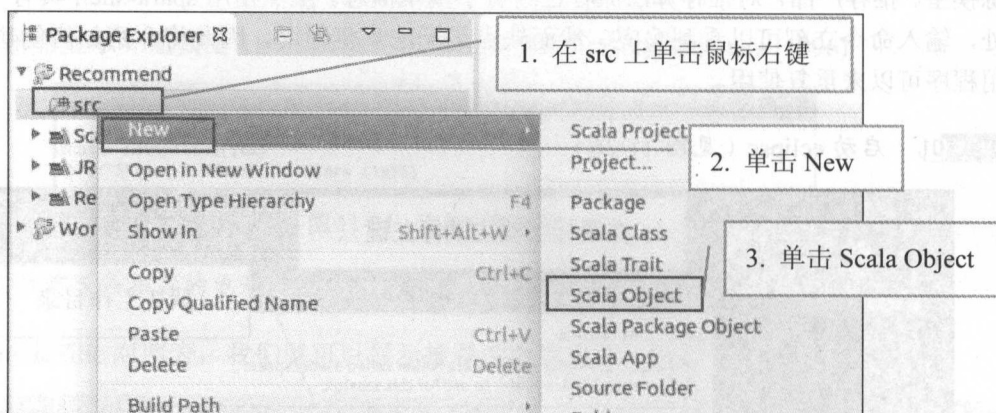 Package Explorer
1. 在 src 上单击鼠标右键
Recommend
src
New
Scala Project
2. 单击 New
JR
Open in New Window
Project...
Re
Open Type Hierarchy F4
Package
Wor
Show In Shift+Alt+W
Scala Class
Scala Trait
3. 单击 Scala Object
Copy Ctrl+C
Scala Object
Copy Qualified Name
Paste Ctrl+V
Scala Package Object
Delete Delete
Scala App
Source Folder
Build Path